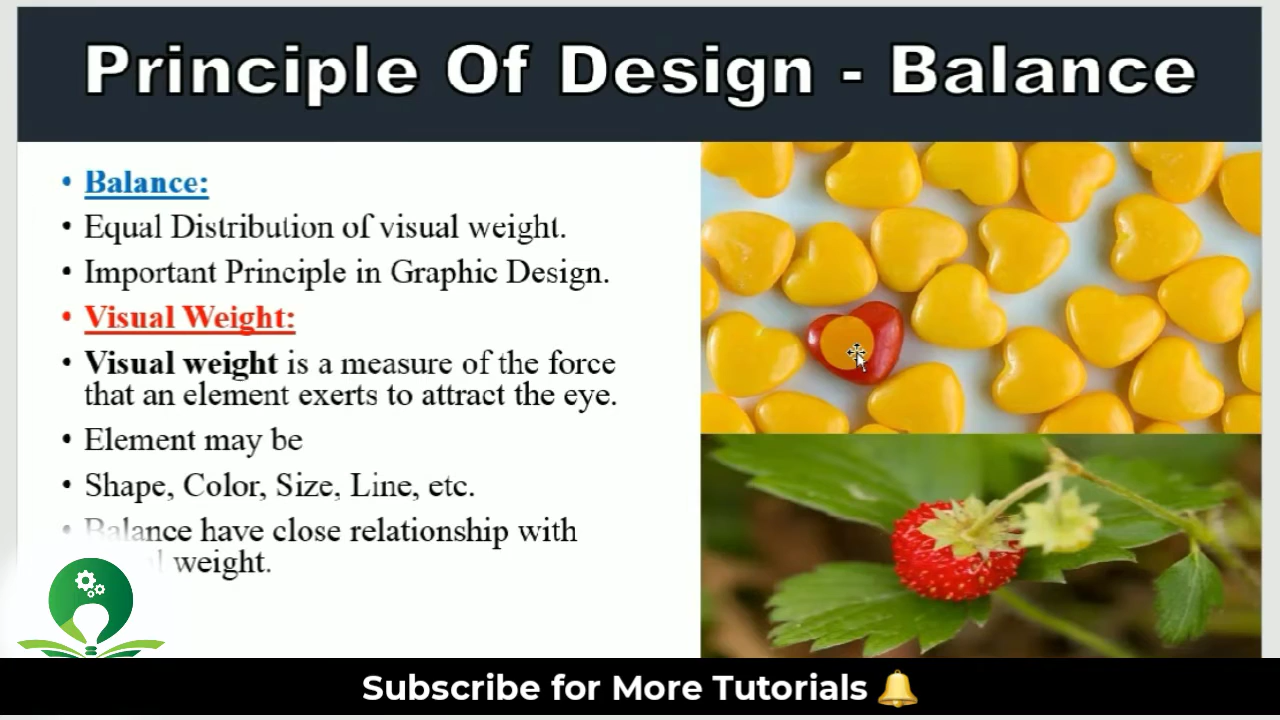 Principle Of Design - Balance
• Balance:
• Equal Distribution of visual weight.
• Important Principle in Graphic Design.
• Visual Weight:
• Visual weight is a measure of the force
that an element exerts to attract the eye.
• Element may be
• Shape, Color, Size, Line, etc.
• Balance have close relationship with
weight.
Subscribe for More Tutorials 🔔